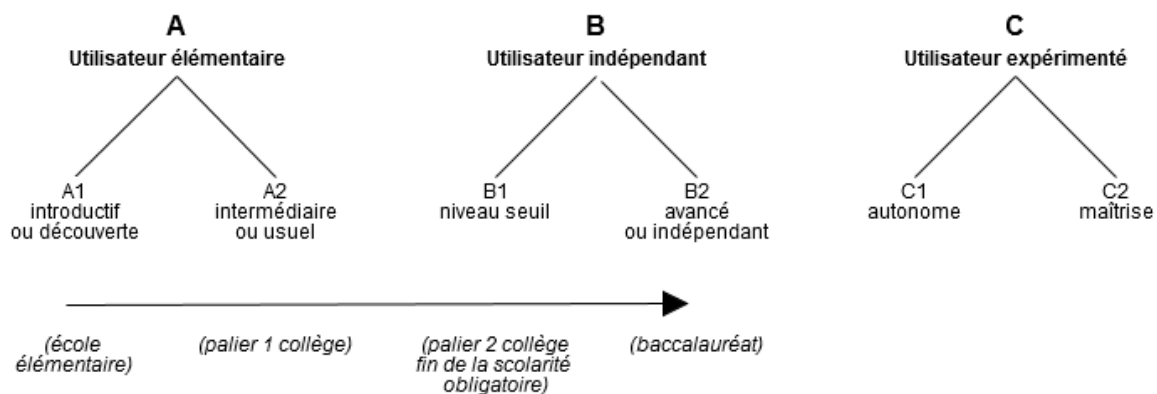 A
Utilisateur élémentaire
B
Utilisateur indépendant
C
Utilisateur expérimenté
A1
introductif
ou découverte
A2
intermédiaire
ou usuel
B1
niveau seuil
B2
avancé
ou indépendant
C1
autonome
C2
maîtrise
(école
élémentaire)
(palier 1 collège)
(palier 2 collège
fin de la scolarité
obligatoire)
(baccalauréat)